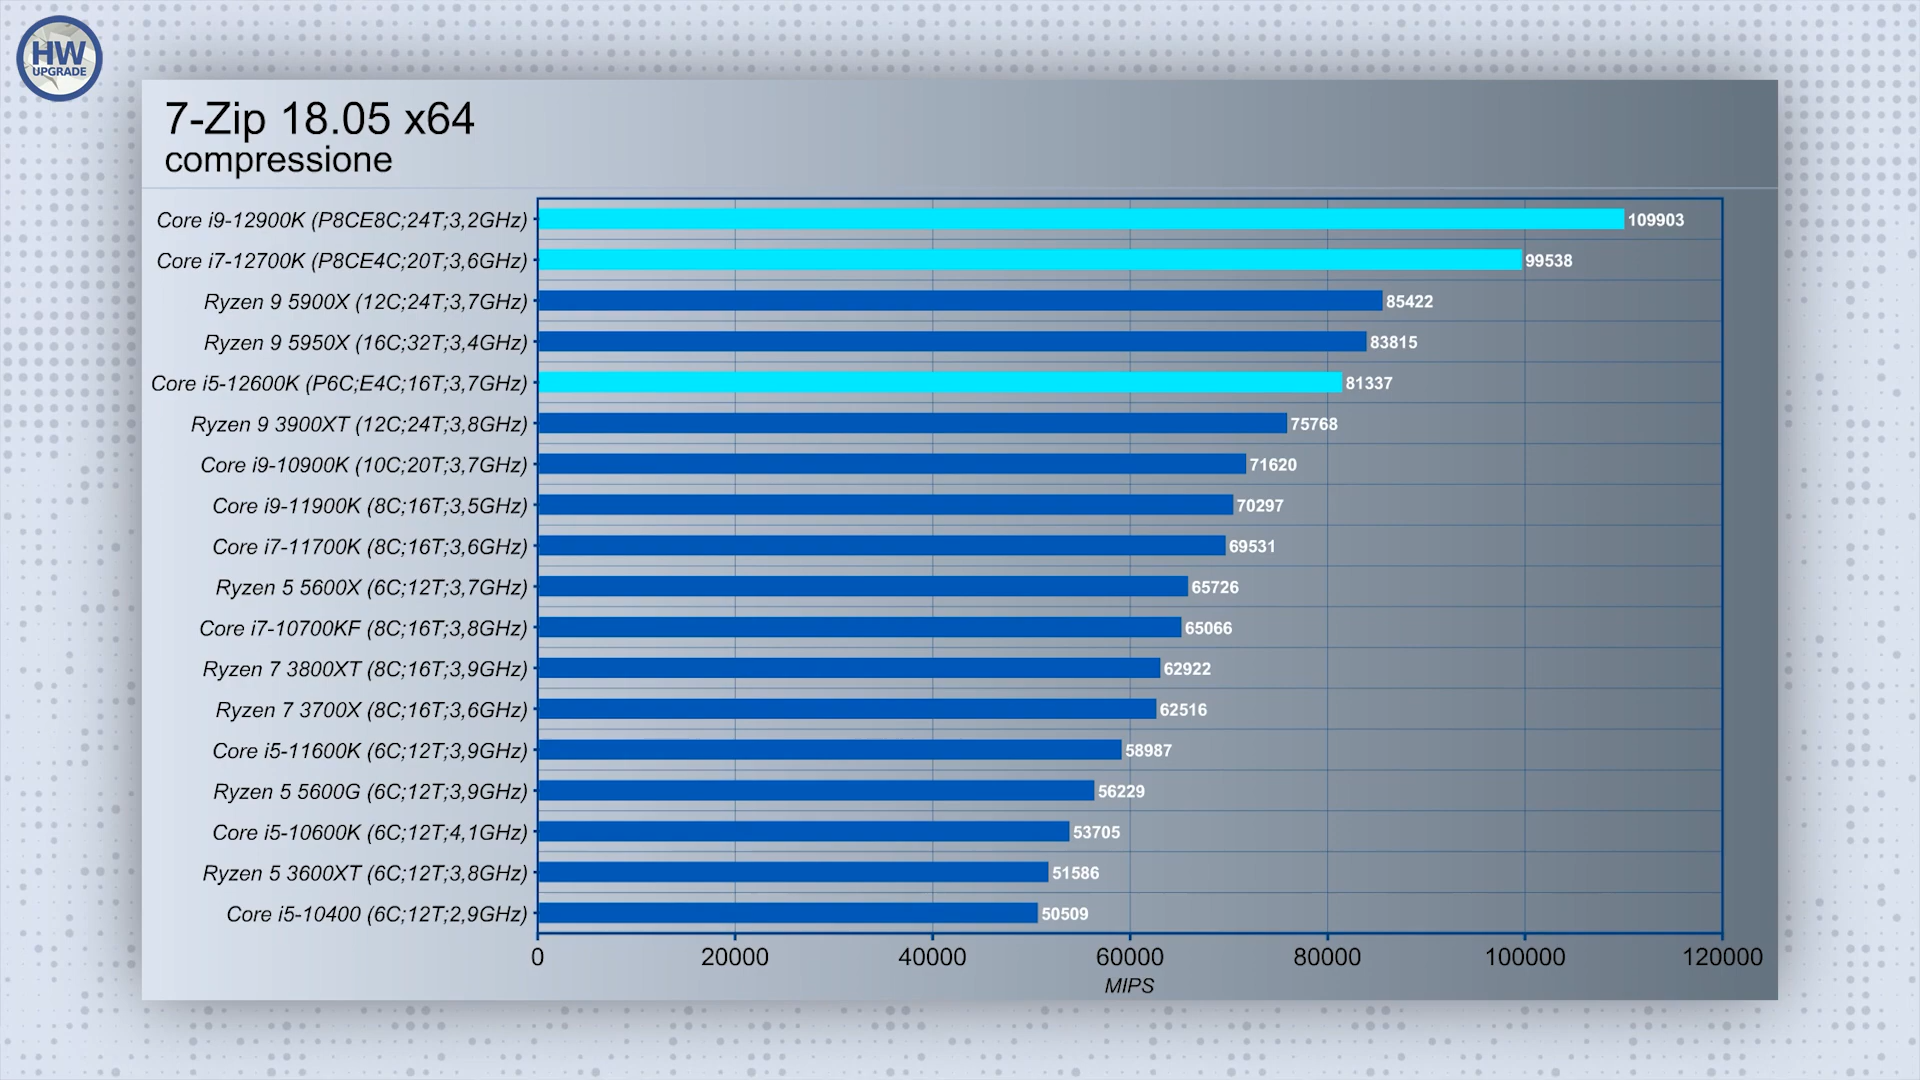 HW
UPGRADE
7-Zip 18.05 x64
compressione
Core i9-12900K (P8CE8C;24T;3,2GHz) 109903
Core i7-12700K (P8CE4C;20T;3,6GHz) 99538
Ryzen 9 5900X (12C;24T;3,7GHz) 85422
Ryzen 9 5950X (16C;32T;3,4GHz) 83815
Core i5-12600K (P6C;E4C;16T;3,7GHz) 81337
Ryzen 9 3900XT (12C;24T;3,8GHz) 75768
Core i9-10900K (10C;20T;3,7GHz) 71620
Core i9-11900K (8C;16T;3,5GHz) 70297
Core i7-11700K (8C;16T;3,6GHz) 69531
Ryzen 5 5600X (6C;12T;3,7GHz) 65726
Core i7-10700KF (8C;16T;3,8GHz) 65066
Ryzen 7 3800XT (8C;16T;3,9GHz) 62922
Ryzen 7 3700X (8C;16T;3,6GHz) 62516
Core i5-11600K (6C;12T;3,9GHz) 58987
Ryzen 5 5600G (6C;12T;3,9GHz) 56229
Core i5-10600K (6C;12T;4,1GHz) 53705
Ryzen 5 3600XT (6C;12T;3,8GHz) 51586
Core i5-10400 (6C;12T;2,9GHz) 50509
0 20000 40000 60000 80000 100000 120000
MIPS